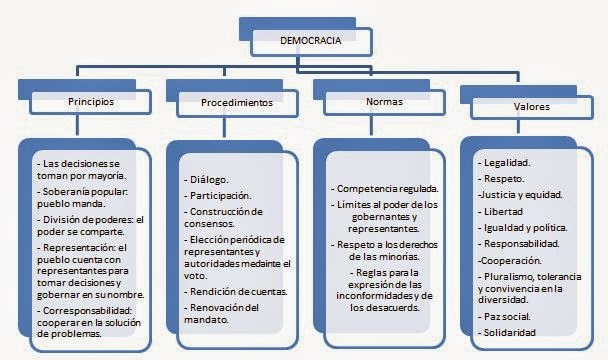 DEMOCRACIA
Principios
- Las decisiones se
toman por mayoría.
- Soberanía popular:
pueblo manda.
- División de poderes: el
poder se comparte.
- Representación: el
pueblo cuenta con
representantes para
tomar decisiones y
gobernar en su nombre.
- Corresponsabilidad:
cooperar en la solución
de problemas.
Procedimientos
- Diálogo.
- Participación.
- Construcción de
consensos.
- Elección periódica de
representantes y
autoridades medainte el
voto.
- Rendición de cuentas.
- Renovación del
mandato.
Normas
- Competencia regulada.
- Límites al poder de los
gobernantes y
representantes.
- Respeto a los derechos
de las minorías.
- Reglas para la
expresión de las
inconformidades y de
los desacuerds.
Valores
- Legalidad.
- Respeto.
-Justicia y equidad.
- Libertad
- Igualdad y política.
- Responsabilidad.
-Cooperación.
- Pluralismo, tolerancia
y convivencia en la
diversidad.
- Paz social.
- Solidaridad